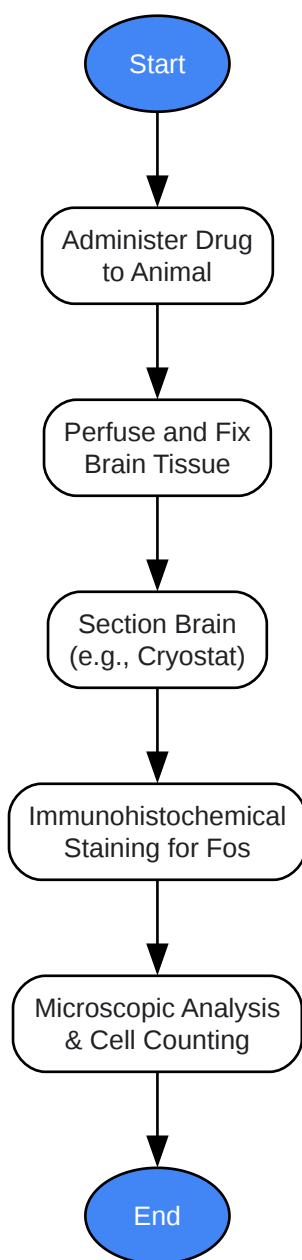 Start
Administer Drug
to Animal
Perfuse and Fix
Brain Tissue
Section Brain
(e.g., Cryostat)
Immunohistochemical
Staining for Fos
Microscopic Analysis
& Cell Counting
End